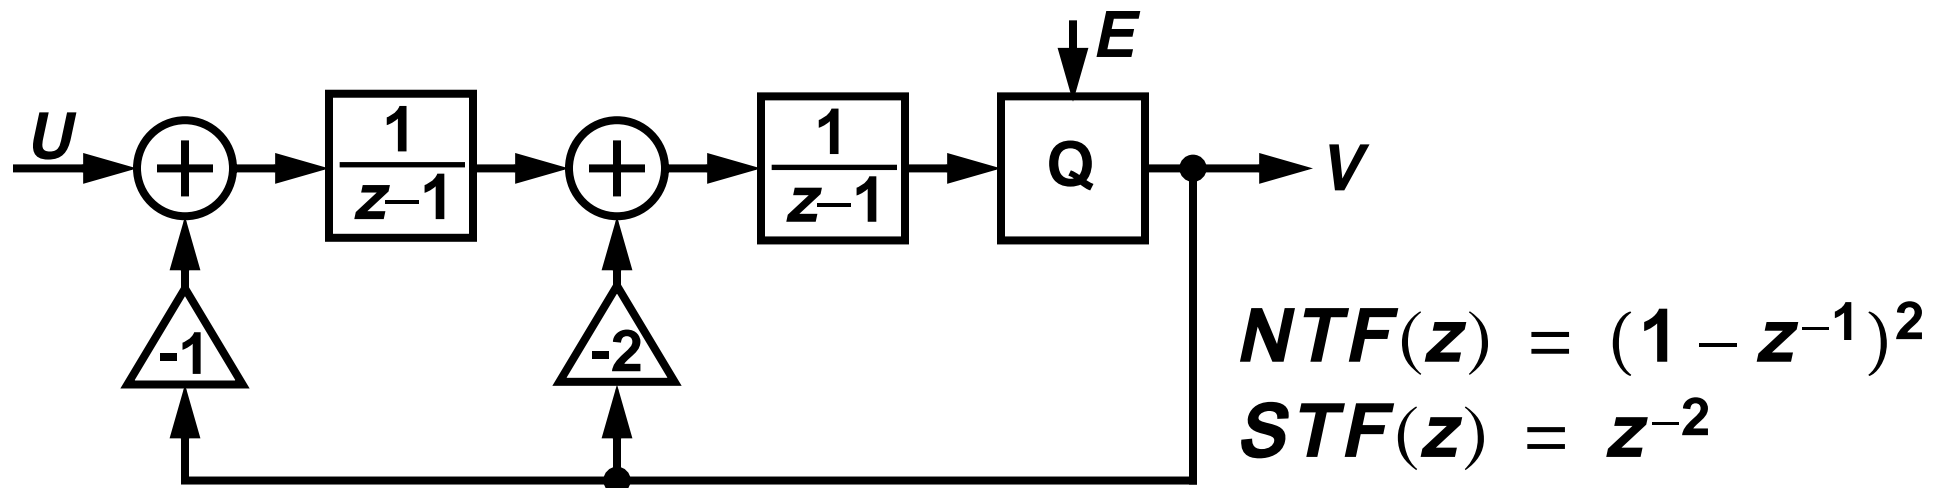 E
U
1
z−1
1
z−1
Q
V
-1
-2
NTF(z) = (1 − z⁻¹)²
STF(z) = z⁻²